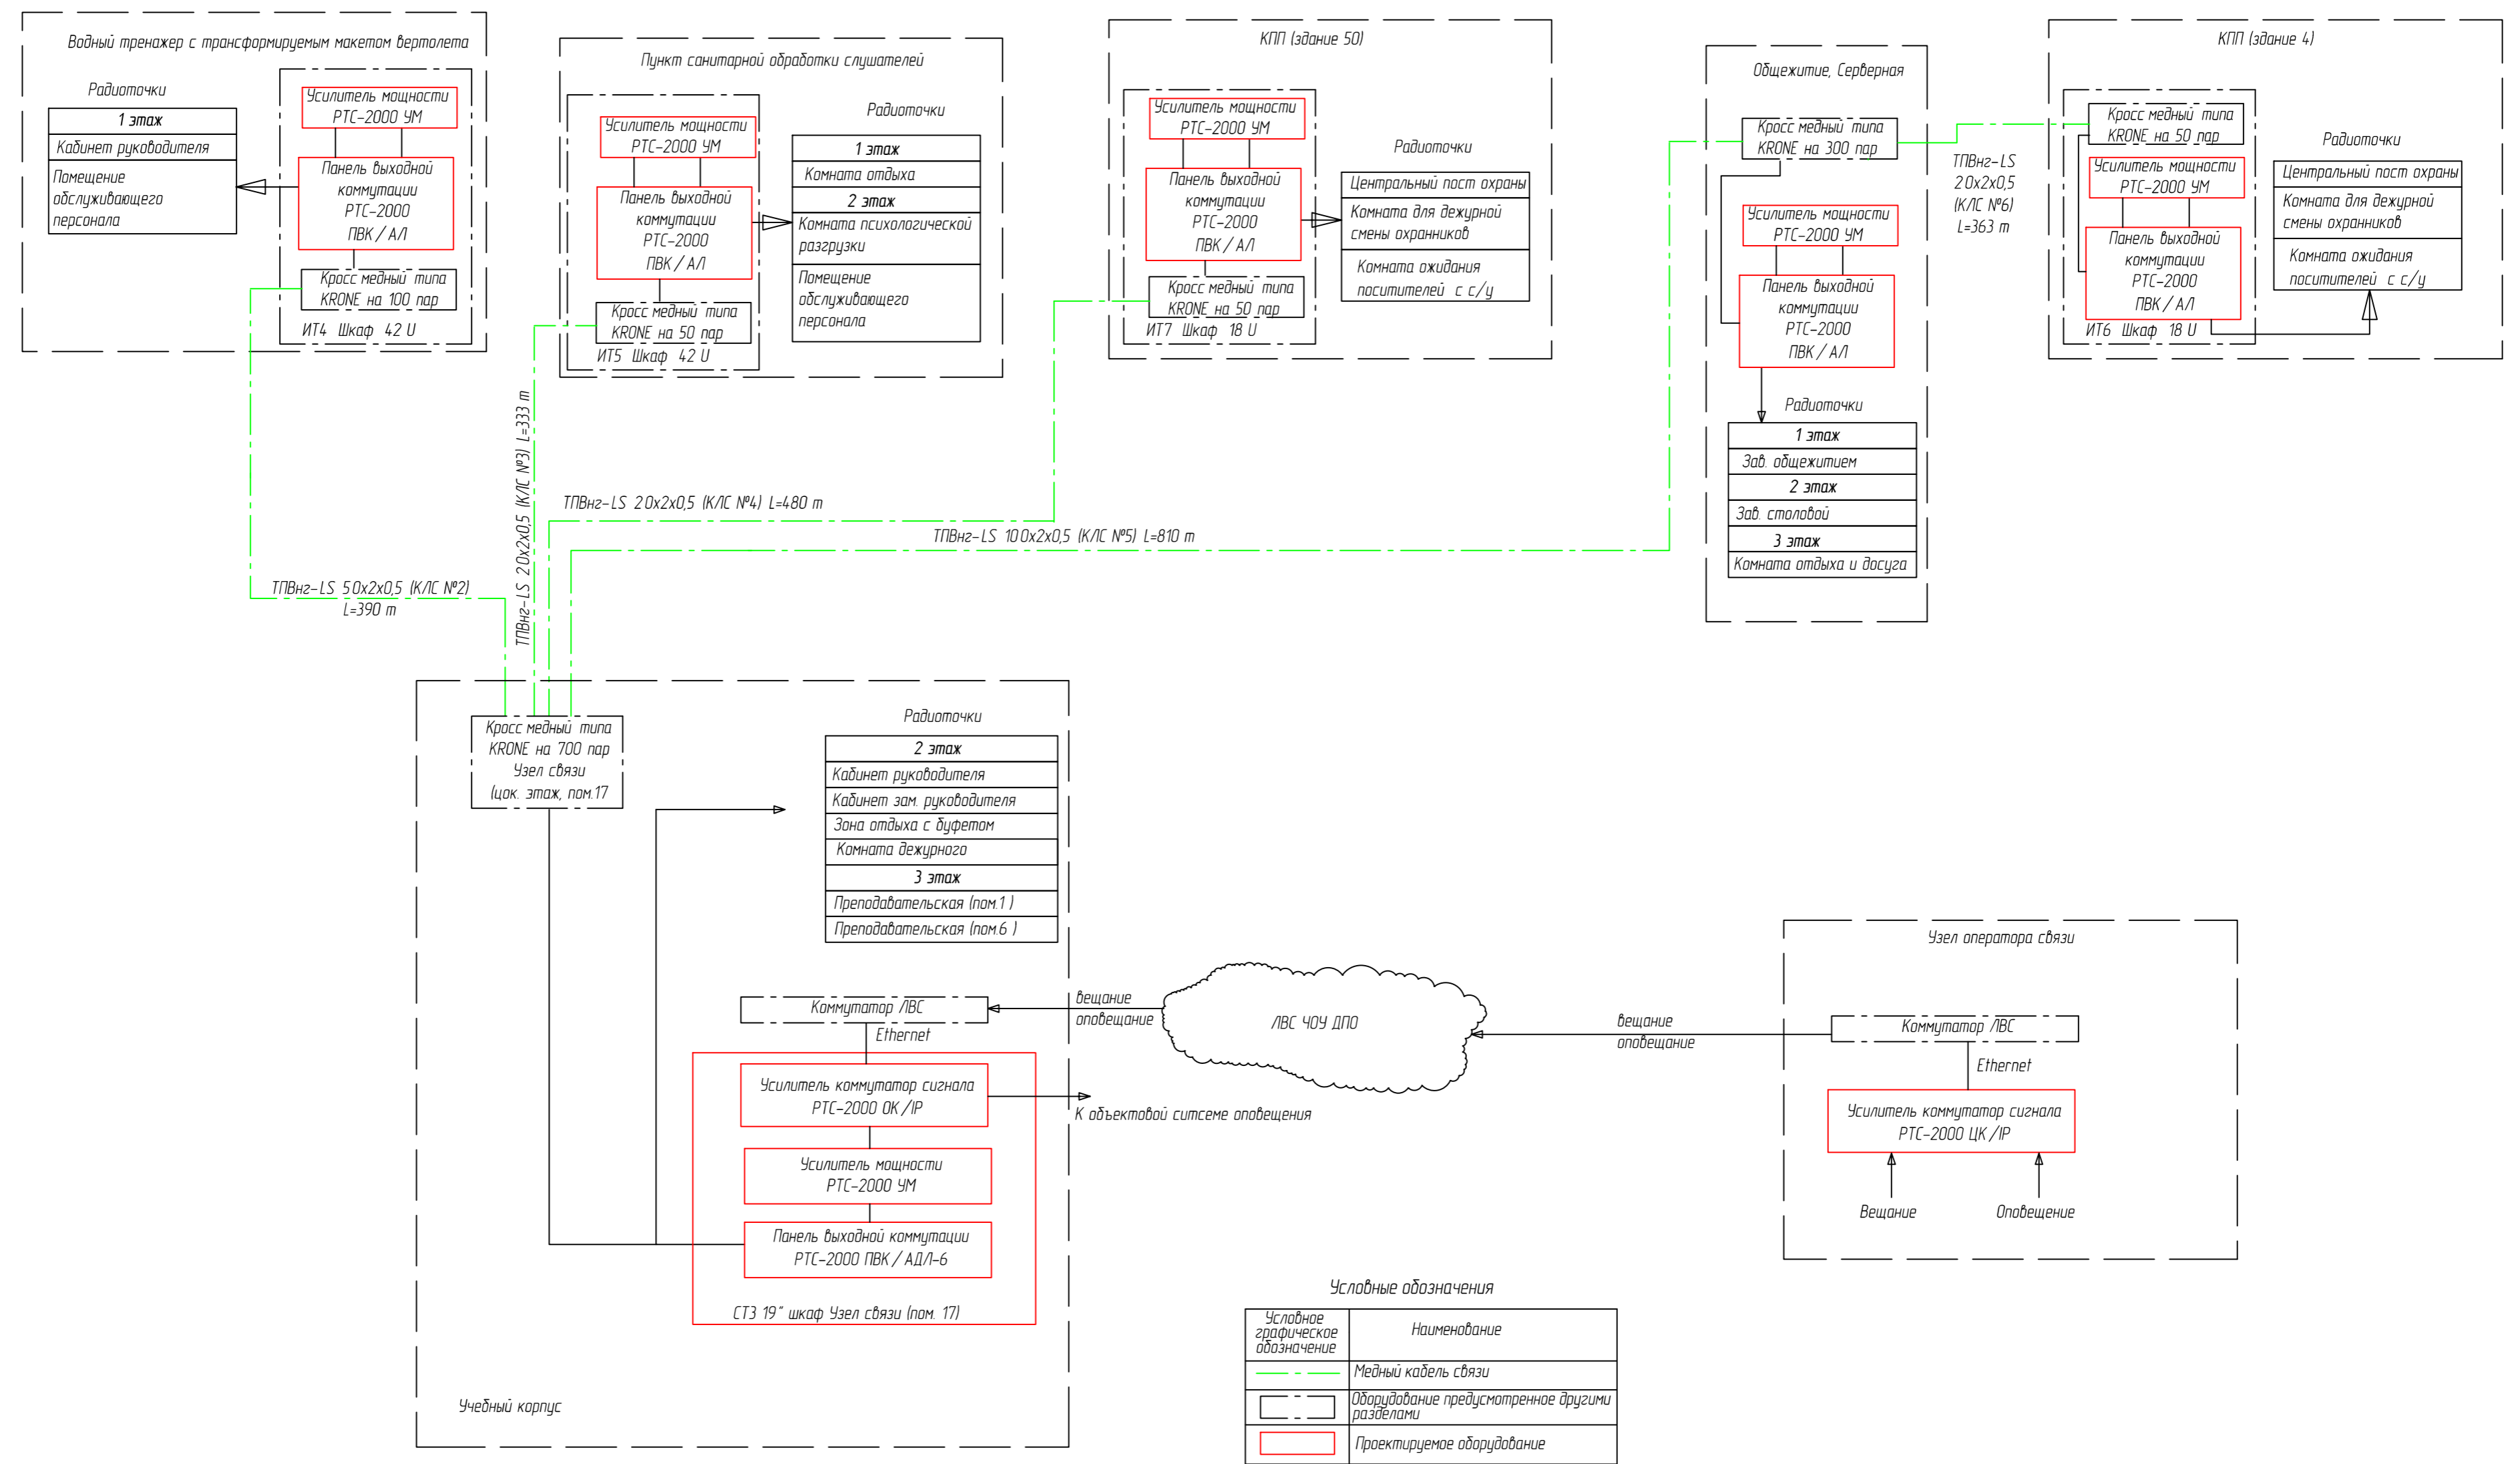 Водный тренажер с трансформируемым макетом вертолета
Радиоточки
1 этаж
Кабинет руководителя
Помещение
обслуживающего
персонала
Усилитель мощности
РТС-2000 УМ
Панель выходной
коммутации
РТС-2000
ПВК/АЛ
Кросс медный типа
KRONE на 100 пар
ИТ4 Шкаф 42 U
Пункт санитарной обработки слушателей
Усилитель мощности
РТС-2000 УМ
Панель выходной
коммутации
РТС-2000
ПВК/АЛ
Кросс медный типа
KRONE на 50 пар
ИТ5 Шкаф 42 U
Радиоточки
1 этаж
Комната отдыха
2 этаж
Комната психологической
разгрузки
Помещение
обслуживающего
персонала
КПП (здание 50)
Усилитель мощности
РТС-2000 УМ
Панель выходной
коммутации
РТС-2000
ПВК/АЛ
Кросс медный типа
KRONE на 50 пар
ИТ7 Шкаф 18 U
Радиоточки
Центральный пост охраны
Комната для дежурной
смены охранников
Комната ожидания
поситителей с с/у
Общежитие, Серверная
Кросс медный типа
KRONE на 300 пар
Усилитель мощности
РТС-2000 УМ
Панель выходной
коммутации
РТС-2000
ПВК/АЛ
Радиоточки
1 этаж
Зав. общежитием
2 этаж
Зав. столовой
3 этаж
Комната отдыха и досуга
ТПВнг-LS
20х2х0,5
(КЛС №6)
L=363 m
КПП (здание 4)
Кросс медный типа
KRONE на 50 пар
Усилитель мощности
РТС-2000 УМ
Панель выходной
коммутации
РТС-2000
ПВК/АЛ
ИТ6 Шкаф 18 U
Радиоточки
Центральный пост охраны
Комната для дежурной
смены охранников
Комната ожидания
поситителей с с/у
ТПВнг-LS 50х2х0,5 (КЛС №2)
L=390 m
ТПВнг-LS 20х2х0,5 (КЛС №3) L=333 m
ТПВнг-LS 20х2х0,5 (КЛС №4) L=480 m
ТПВнг-LS 100х2х0,5 (КЛС №5) L=810 m
Кросс медный типа
KRONE на 700 пар
Узел связи
(цок. этаж, пом.17
Радиоточки
2 этаж
Кабинет руководителя
Кабинет зам. руководителя
Зона отдыха с буфетом
Комната дежурного
3 этаж
Преподавательская (пом.1 )
Преподавательская (пом.6 )
Коммутатор ЛВС
Ethernet
Усилитель коммутатор сигнала
РТС-2000 ОК/IP
Усилитель мощности
РТС-2000 УМ
Панель выходной коммутации
РТС-2000 ПВК/АДЛ-6
СТ3 19" шкаф Узел связи (пом. 17)
Учебный корпус
вещание
оповещание
К объектовой ситсеме оповещения
ЛВС ЧОУ ДПО
вещание
оповещание
Узел оператора связи
Коммутатор ЛВС
Ethernet
Усилитель коммутатор сигнала
РТС-2000 ЦК/IP
Вещание
Оповещение
Условные обозначения
Условное
графическое
обозначение
Наименование
Медный кабель связи
Оборудование предусмотренное другими
разделами
Проектируемое оборудование